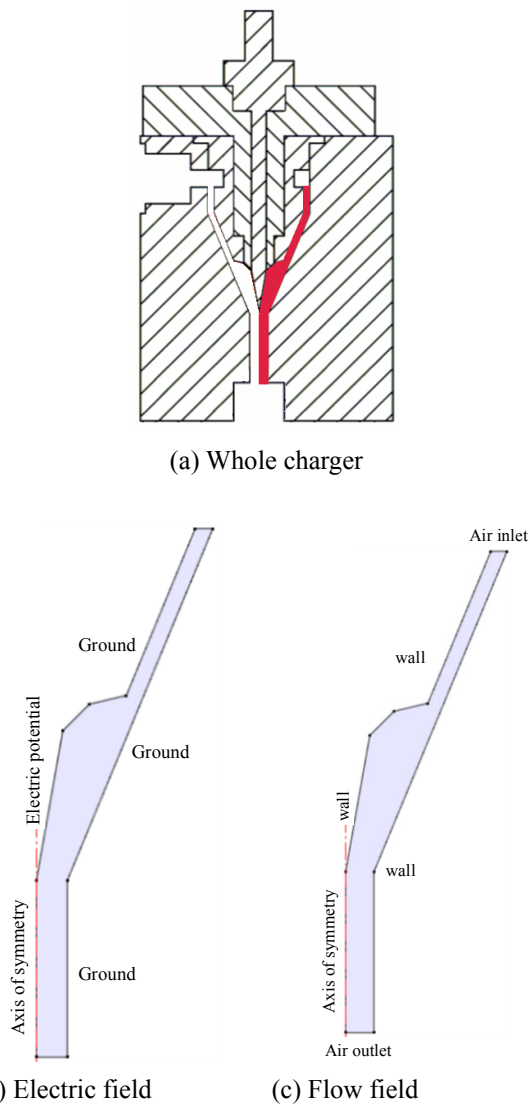 (a) Whole charger
Ground
Electric potential
Ground
Axis of symmetry
Ground
) Electric field
Air inlet
wall
wall
wall
Axis of symmetry
Air outlet
(c) Flow field